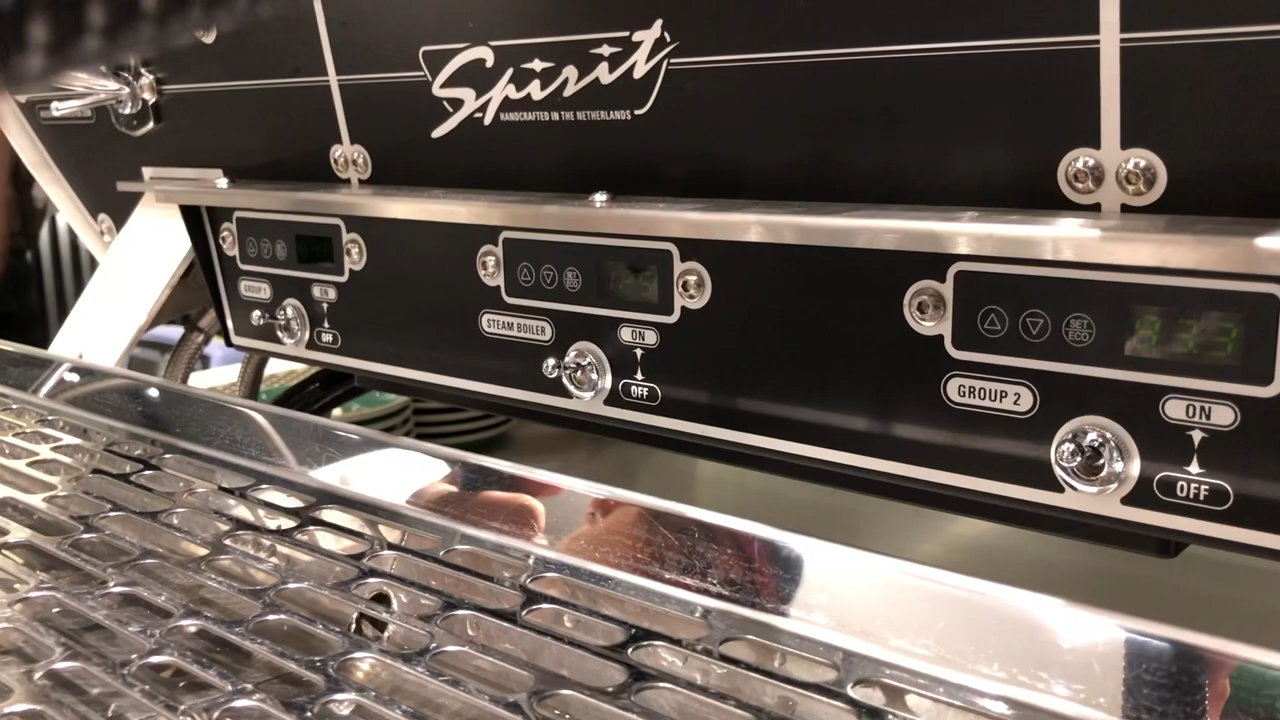 Spirit
HANDCRAFTED IN THE NETHERLANDS
SET
ECO
SET
ECO
GROUP 1
ON
OFF
STEAM BOILER
ON
OFF
GROUP 2
ON
OFF